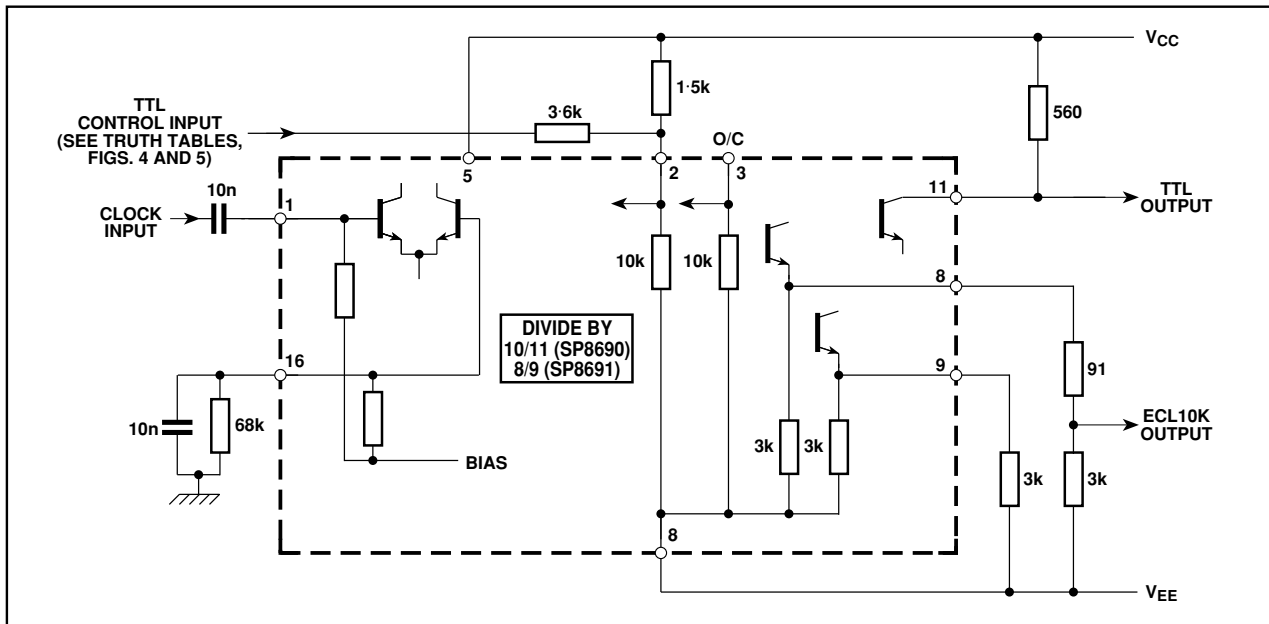 VCC
1·5k
560
TTL
CONTROL INPUT
(SEE TRUTH TABLES,
FIGS. 4 AND 5)
3·6k
O/C
5
2
3
10n
CLOCK
INPUT
1
11
TTL
OUTPUT
10k
10k
8
DIVIDE BY
10/11 (SP8690)
8/9 (SP8691)
16
9
91
10n
68k
ECL10K
OUTPUT
3k
3k
BIAS
3k
3k
8
VEE